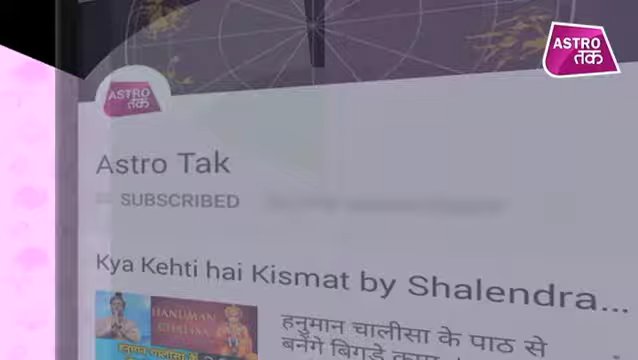 ASTRO
तक
ASTRO
तक
Astro Tak
SUBSCRIBED
Kya Kehti hai Kismat by Shalendra...
HANUMAN
CHALISA
हनुमान चालीसा के पाठ से
बनेंगे बिगड़े काम